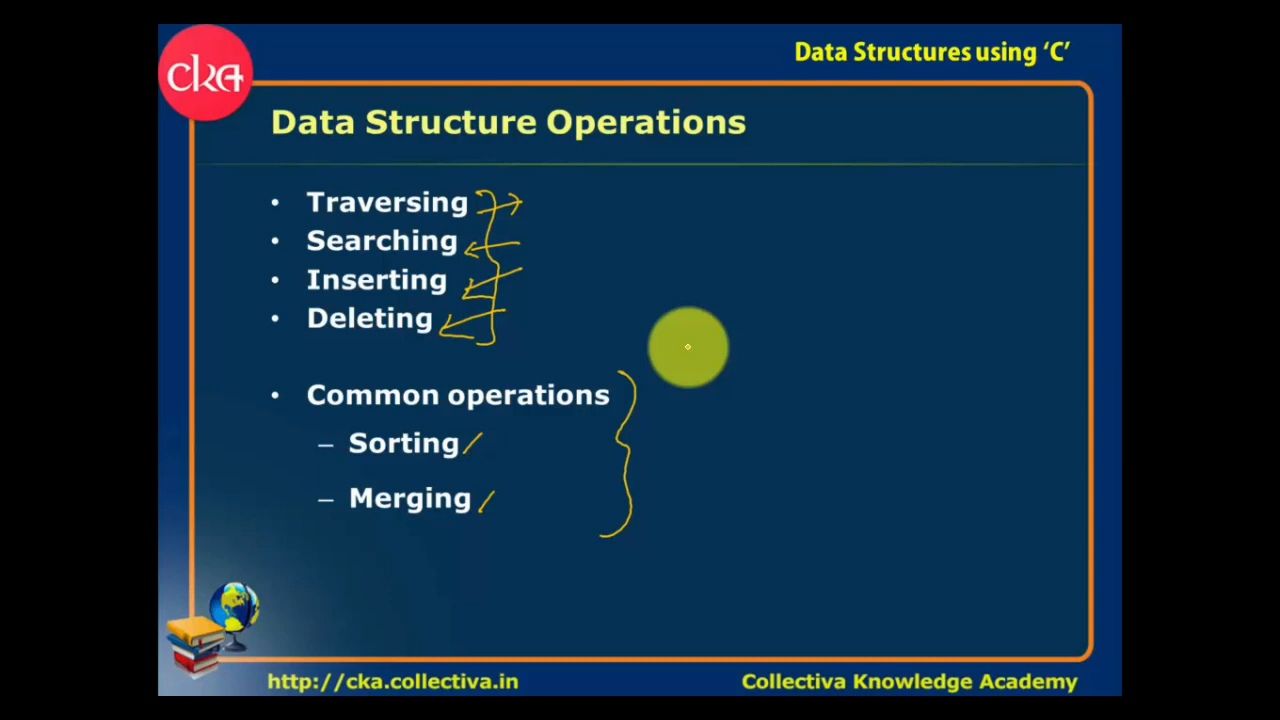 cka
Data Structures using ‘C’
Data Structure Operations
• Traversing
• Searching
• Inserting
• Deleting
• Common operations
– Sorting
– Merging
http://cka.collectiva.in
Collectiva Knowledge Academy